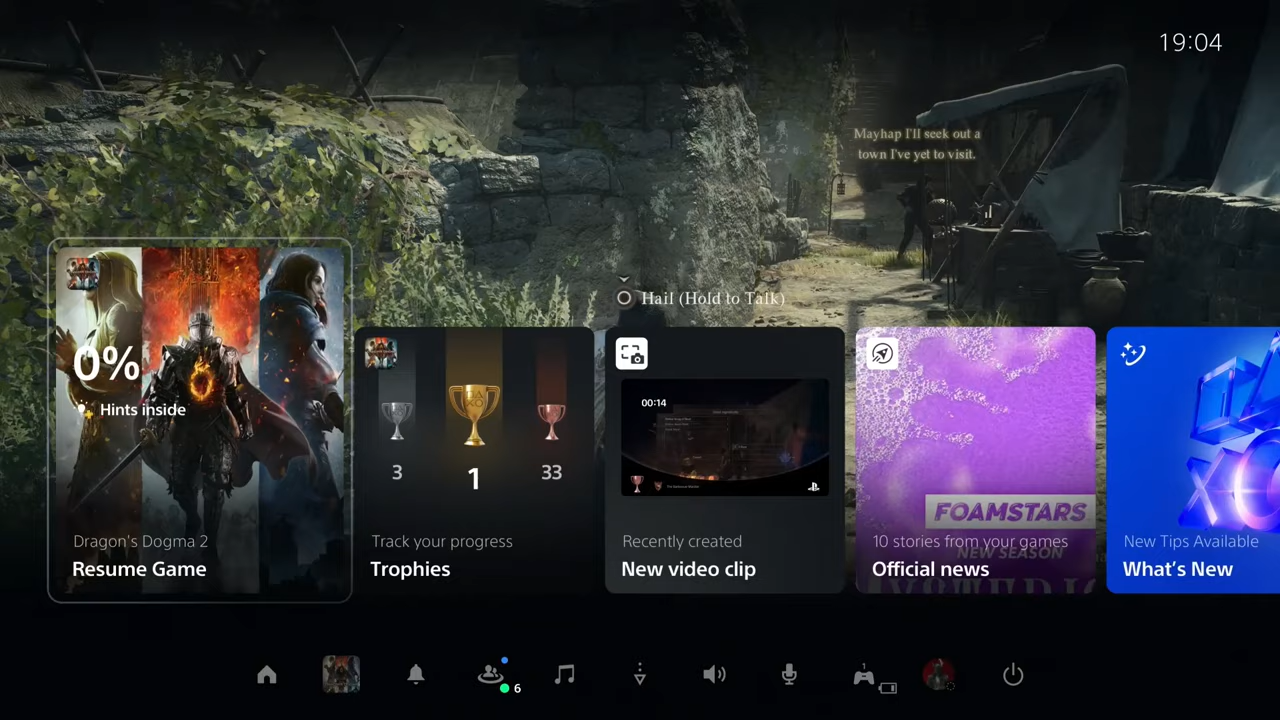 19:04
Mayhap I'll seek out a
town I've yet to visit.
Hail (Hold to Talk)
0%
Hints inside
Dragon's Dogma 2
Resume Game
3
1
33
Track your progress
Trophies
00:14
Recently created
New video clip
FOAMSTARS
10 stories from your games
NEW SEASON
Official news
New Tips Available
What's New
6
1